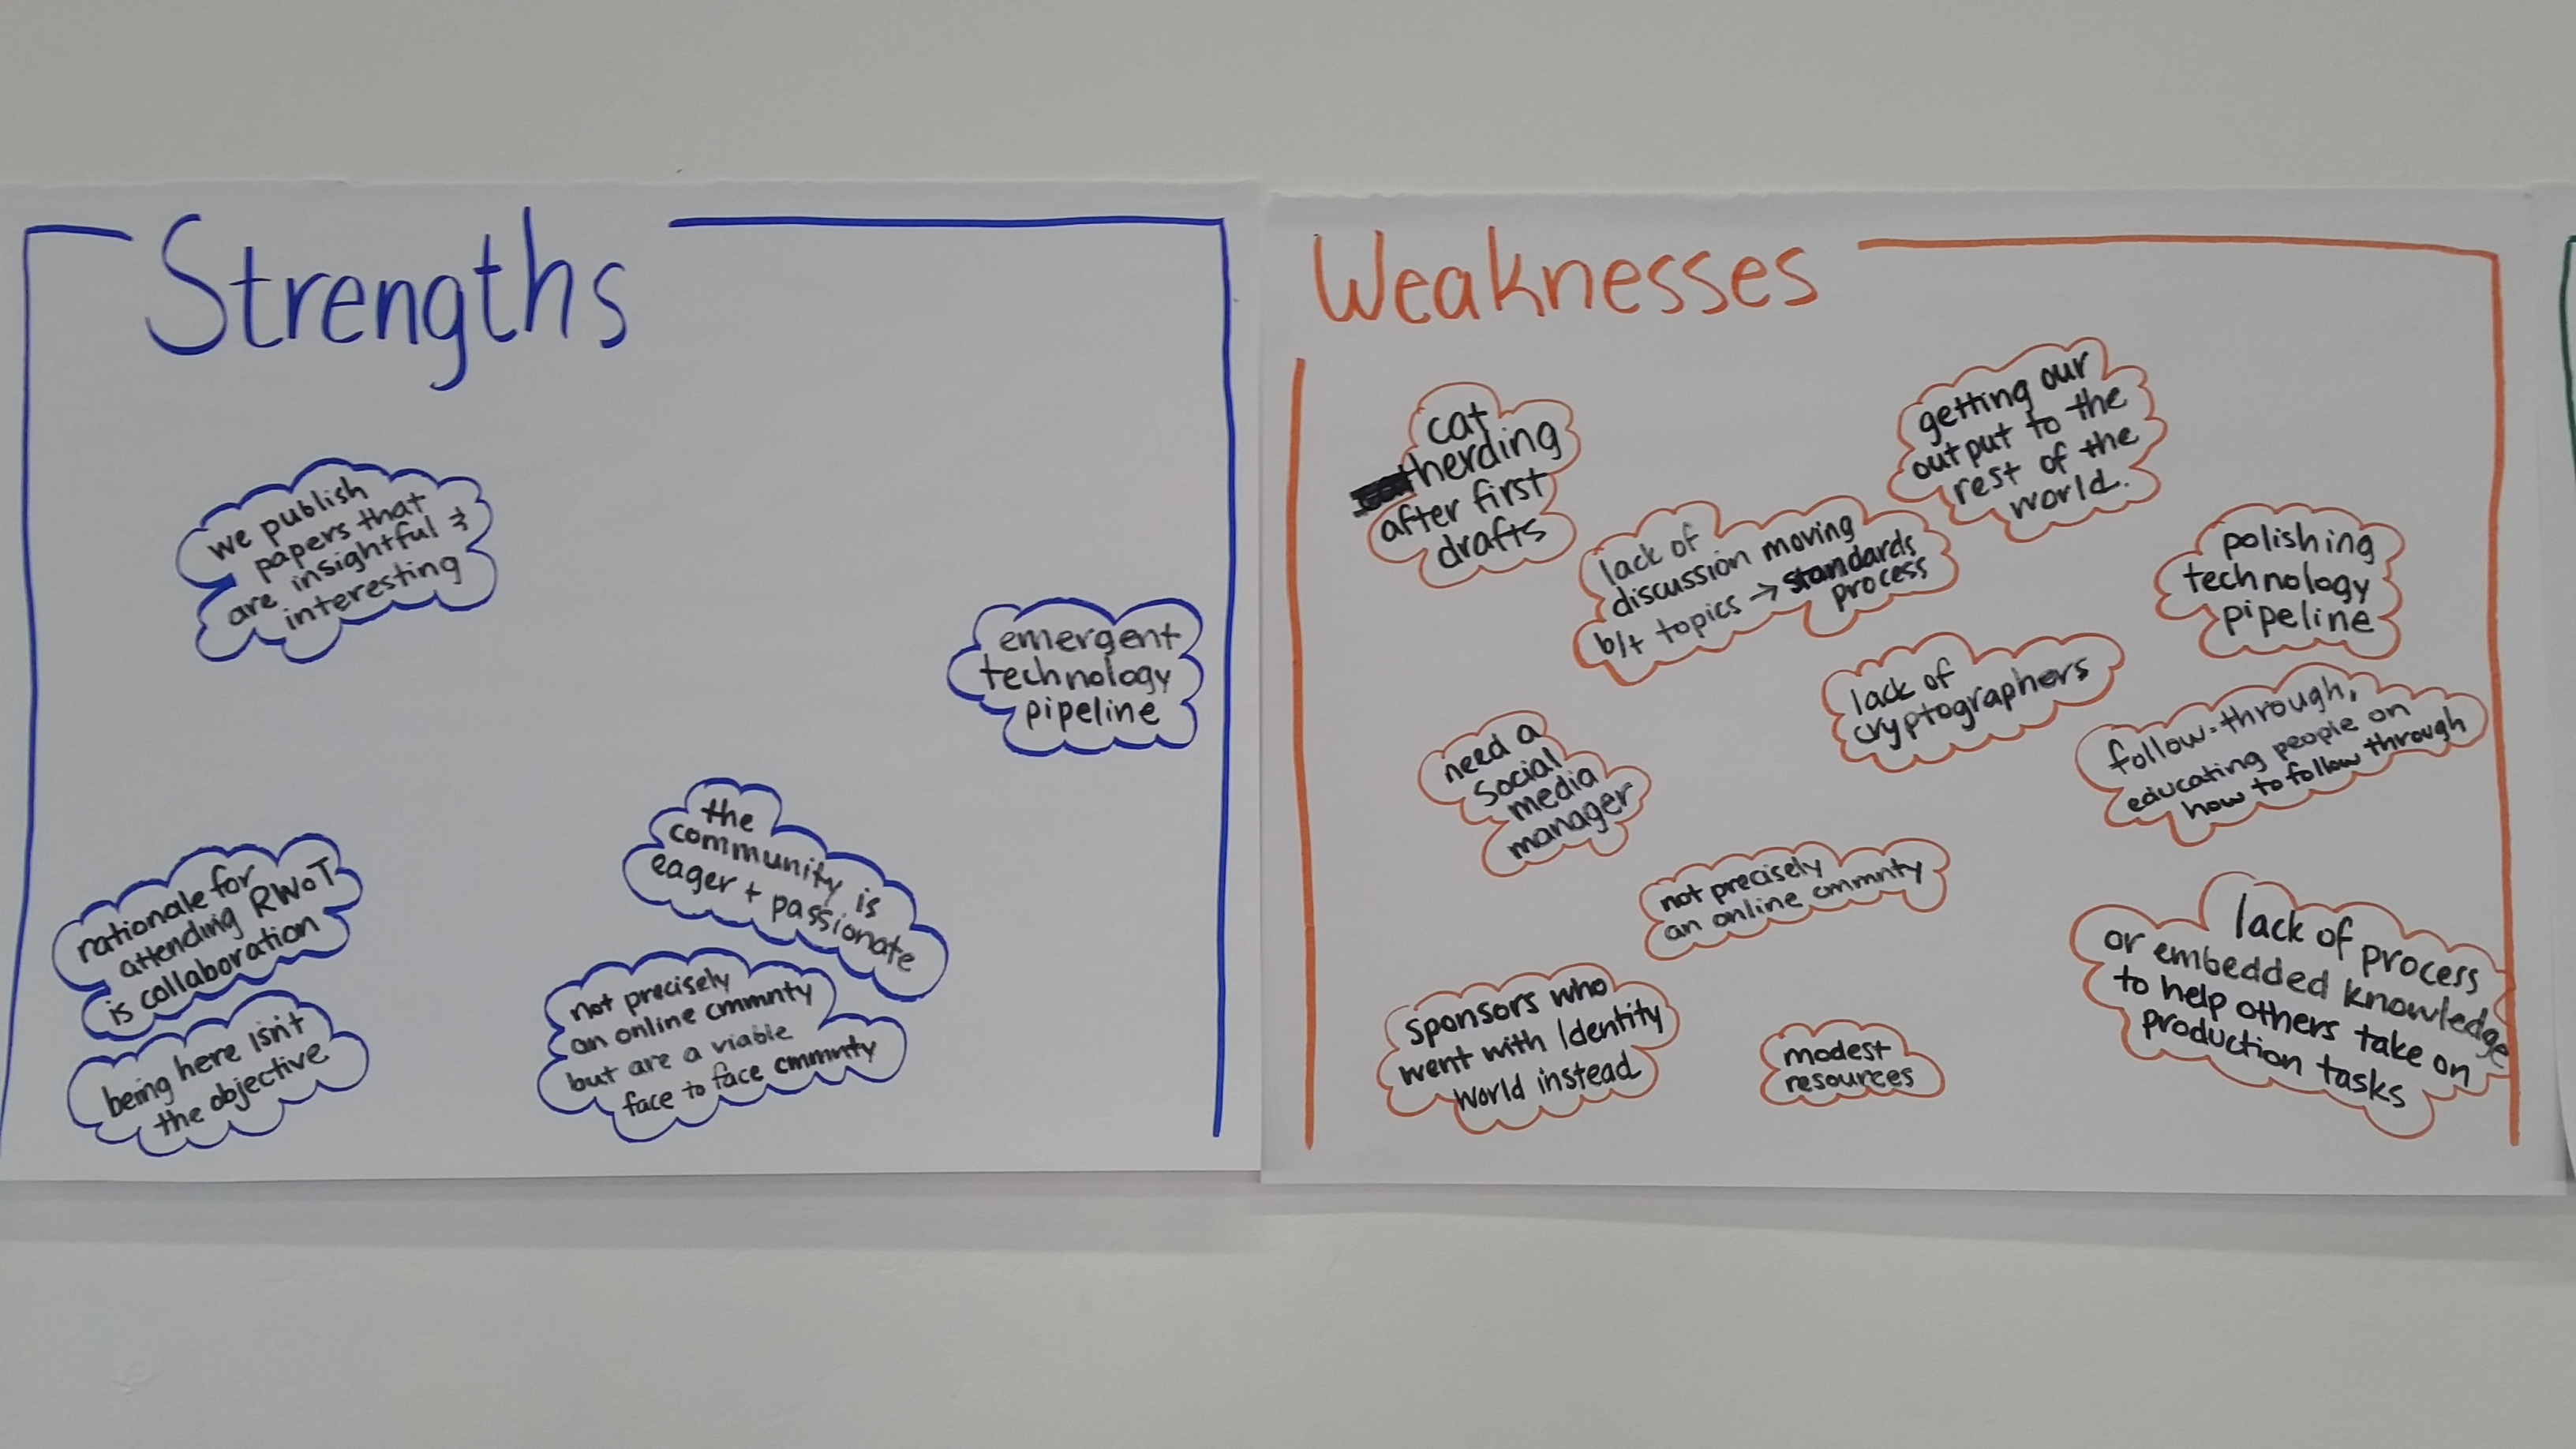 Strengths
we publish
papers that
are insightful &
interesting
emergent
technology
pipeline
the
community is
eager + passionate
rationale for
attending RWoT
is collaboration
being here isn't
the objective
not precisely
an online cmmnty
but are a viable
face to face cmmnty
Weaknesses
cat
herding
after first
drafts
getting our
output to the
rest of the
world.
lack of
discussion moving
b/t topics → standards
process
polishing
technology
pipeline
lack of
cryptographers
need a
social
media
manager
follow-through,
educating people on
how to follow through
not precisely
an online cmmnty
lack of process
or embedded knowledge
to help others take on
production tasks
sponsors who
went with Identity
World instead
modest
resources